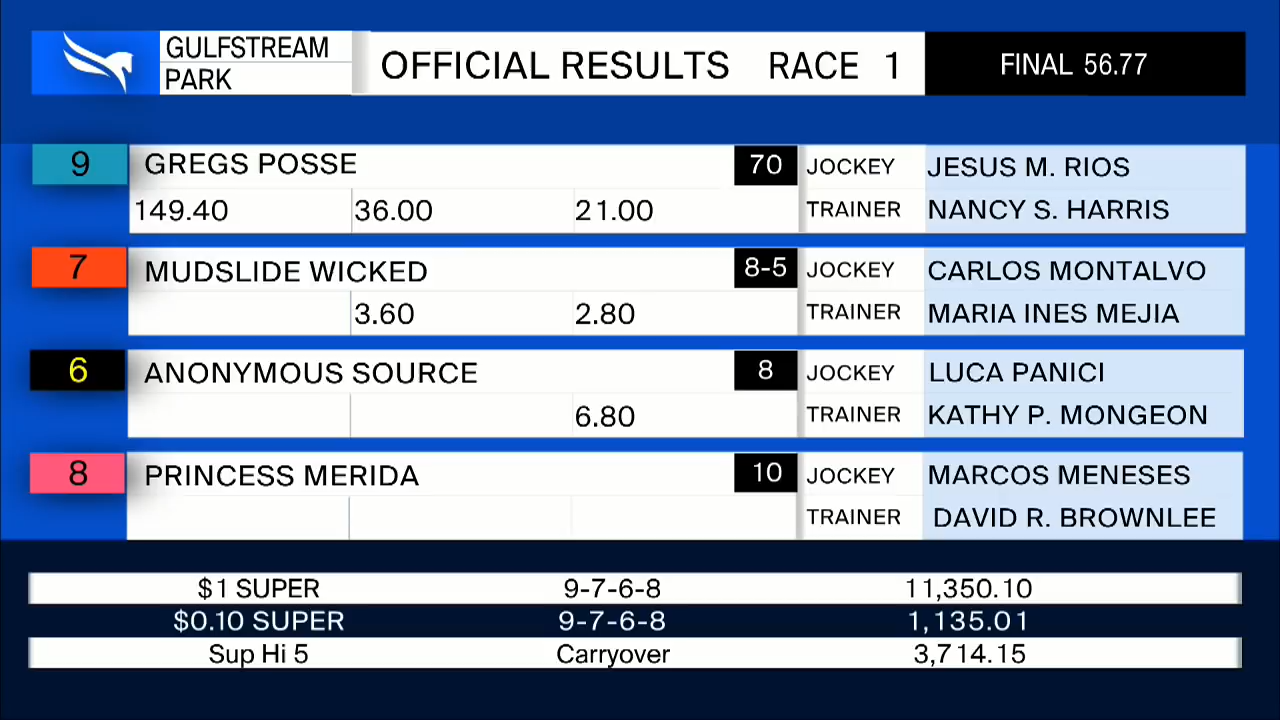 GULFSTREAM
PARK
OFFICIAL RESULTS RACE 1
FINAL 56.77
9 GREGS POSSE 70 JOCKEY JESUS M. RIOS
149.40 36.00 21.00 TRAINER NANCY S. HARRIS
7 MUDSLIDE WICKED 8-5 JOCKEY CARLOS MONTALVO
3.60 2.80 TRAINER MARIA INES MEJIA
6 ANONYMOUS SOURCE 8 JOCKEY LUCA PANICI
6.80 TRAINER KATHY P. MONGEON
8 PRINCESS MERIDA 10 JOCKEY MARCOS MENESES
TRAINER DAVID R. BROWNLEE
$1 SUPER 9-7-6-8 11,350.10
$0.10 SUPER 9-7-6-8 1,135.01
Sup Hi 5 Carryover 3,714.15